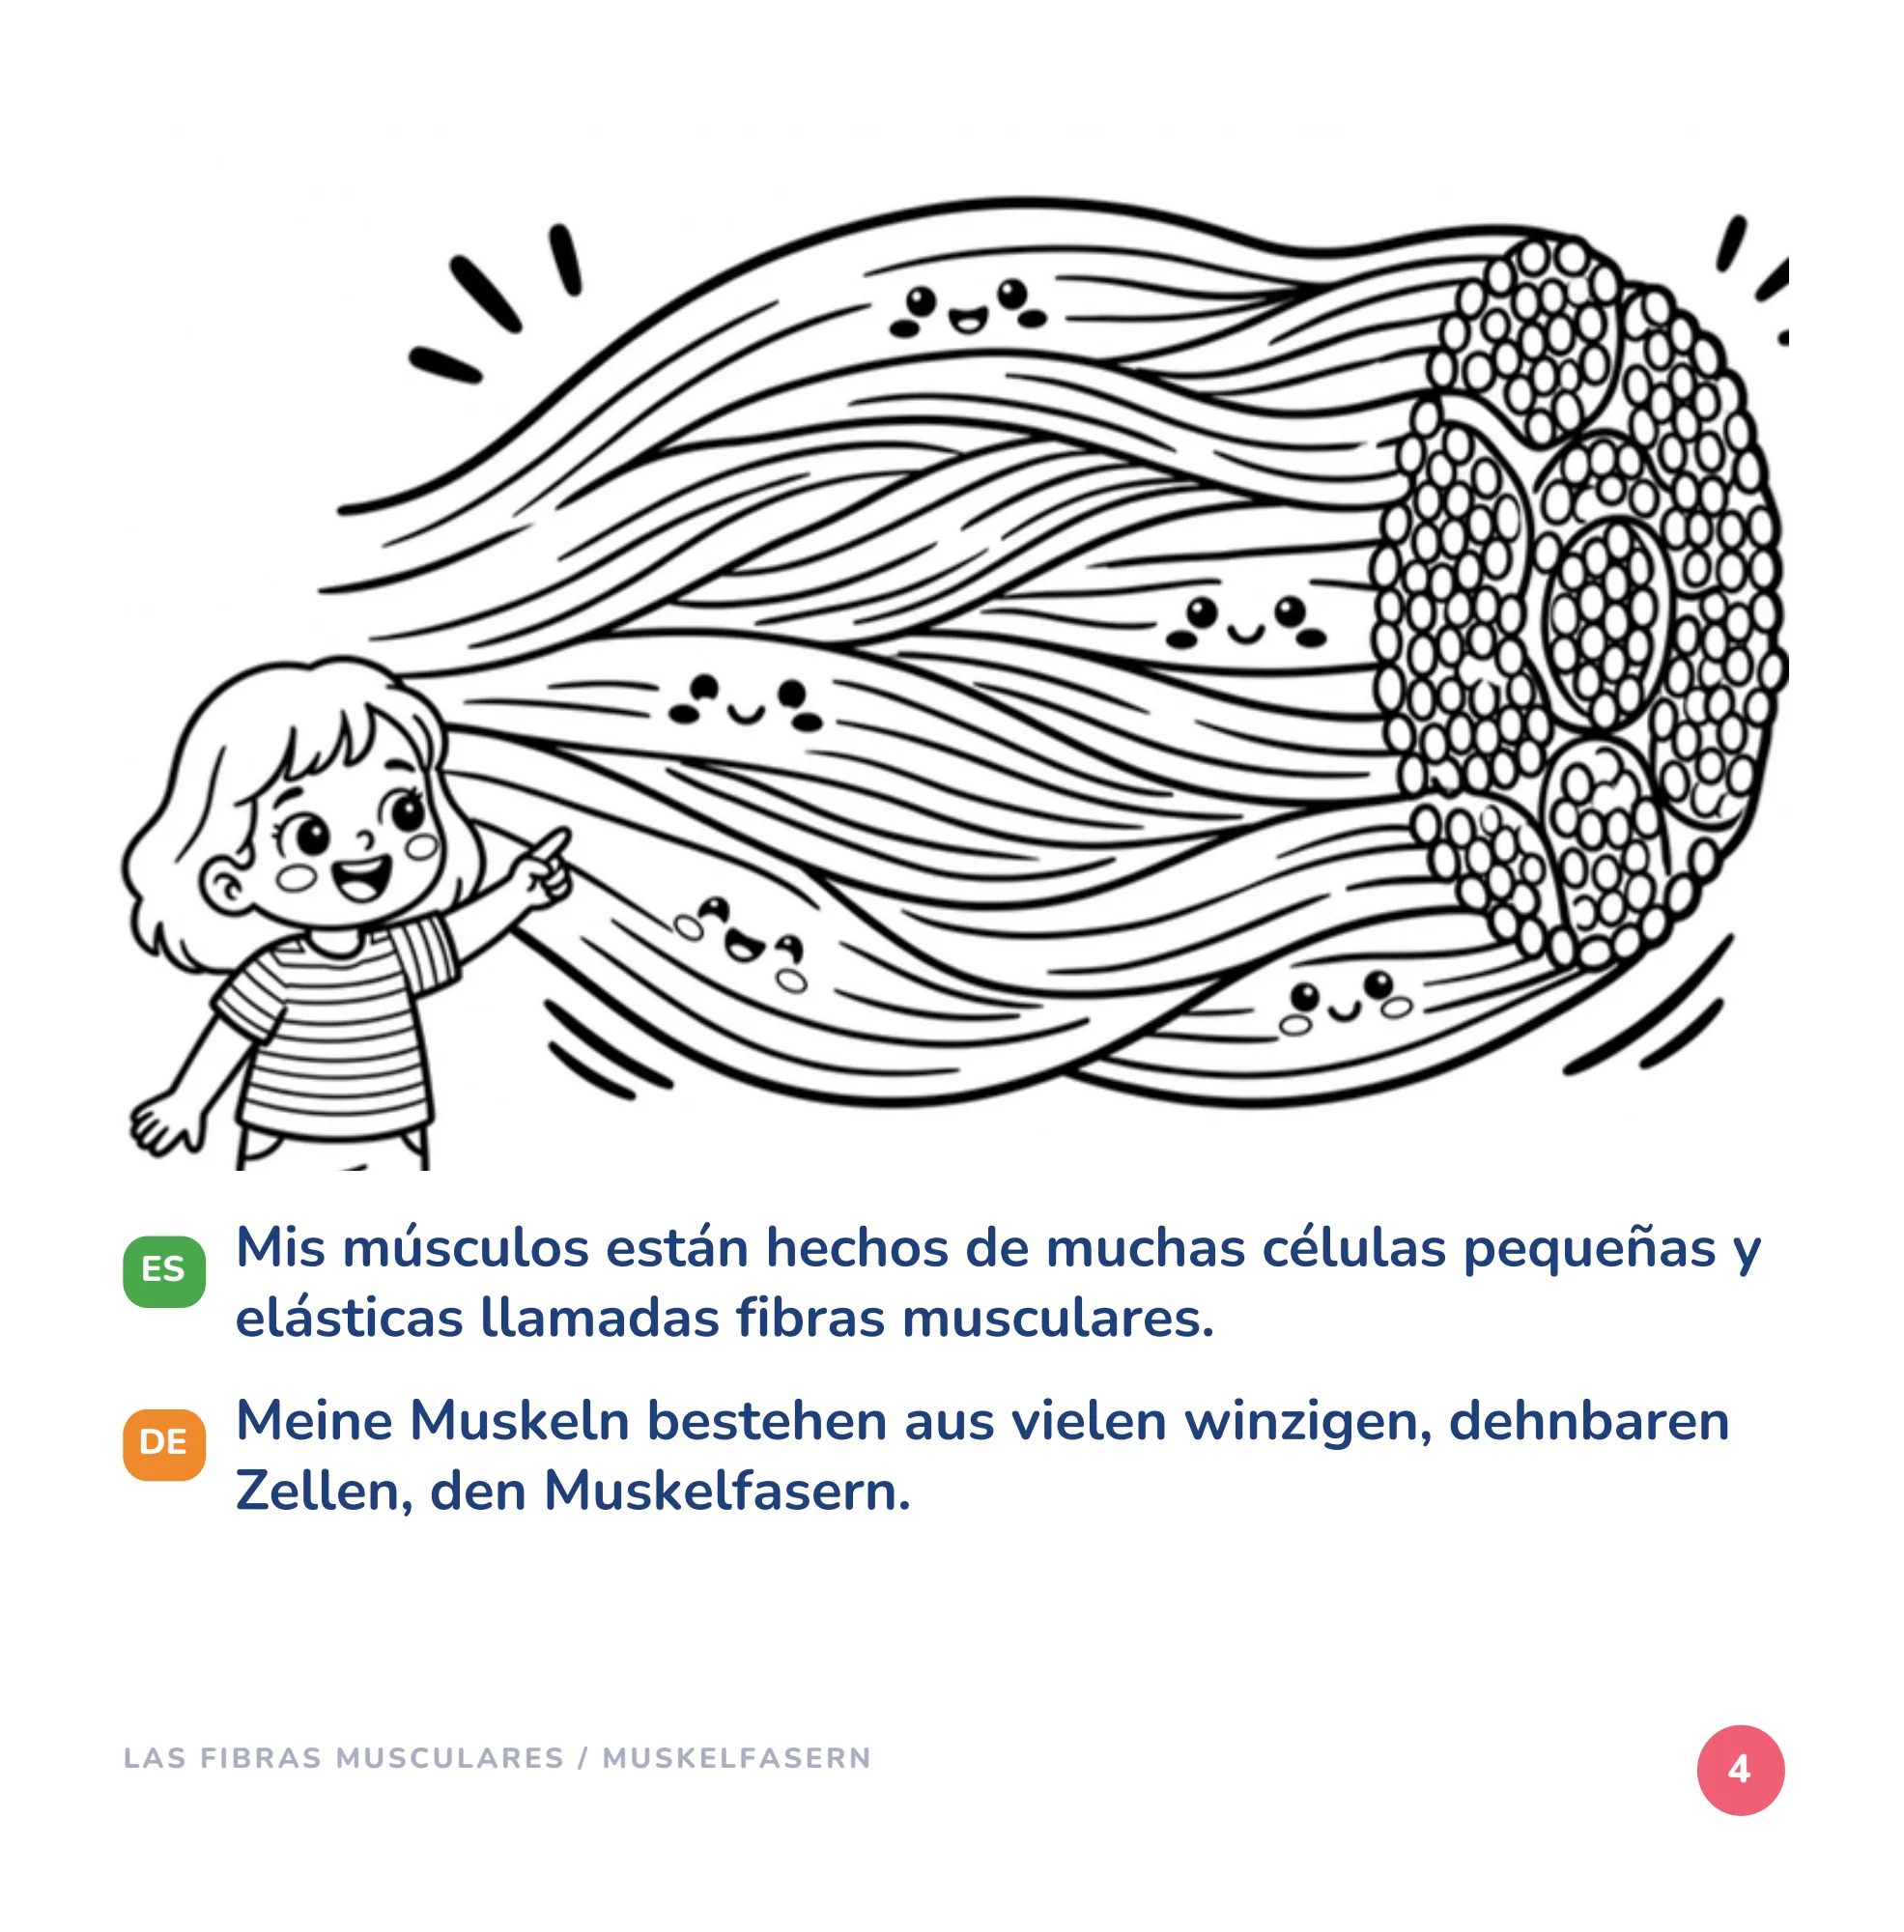 ES
Mis músculos están hechos de muchas células pequeñas y
elásticas llamadas fibras musculares.
DE
Meine Muskeln bestehen aus vielen winzigen, dehnbaren
Zellen, den Muskelfasern.
LAS FIBRAS MUSCULARES / MUSKELFASERN
4